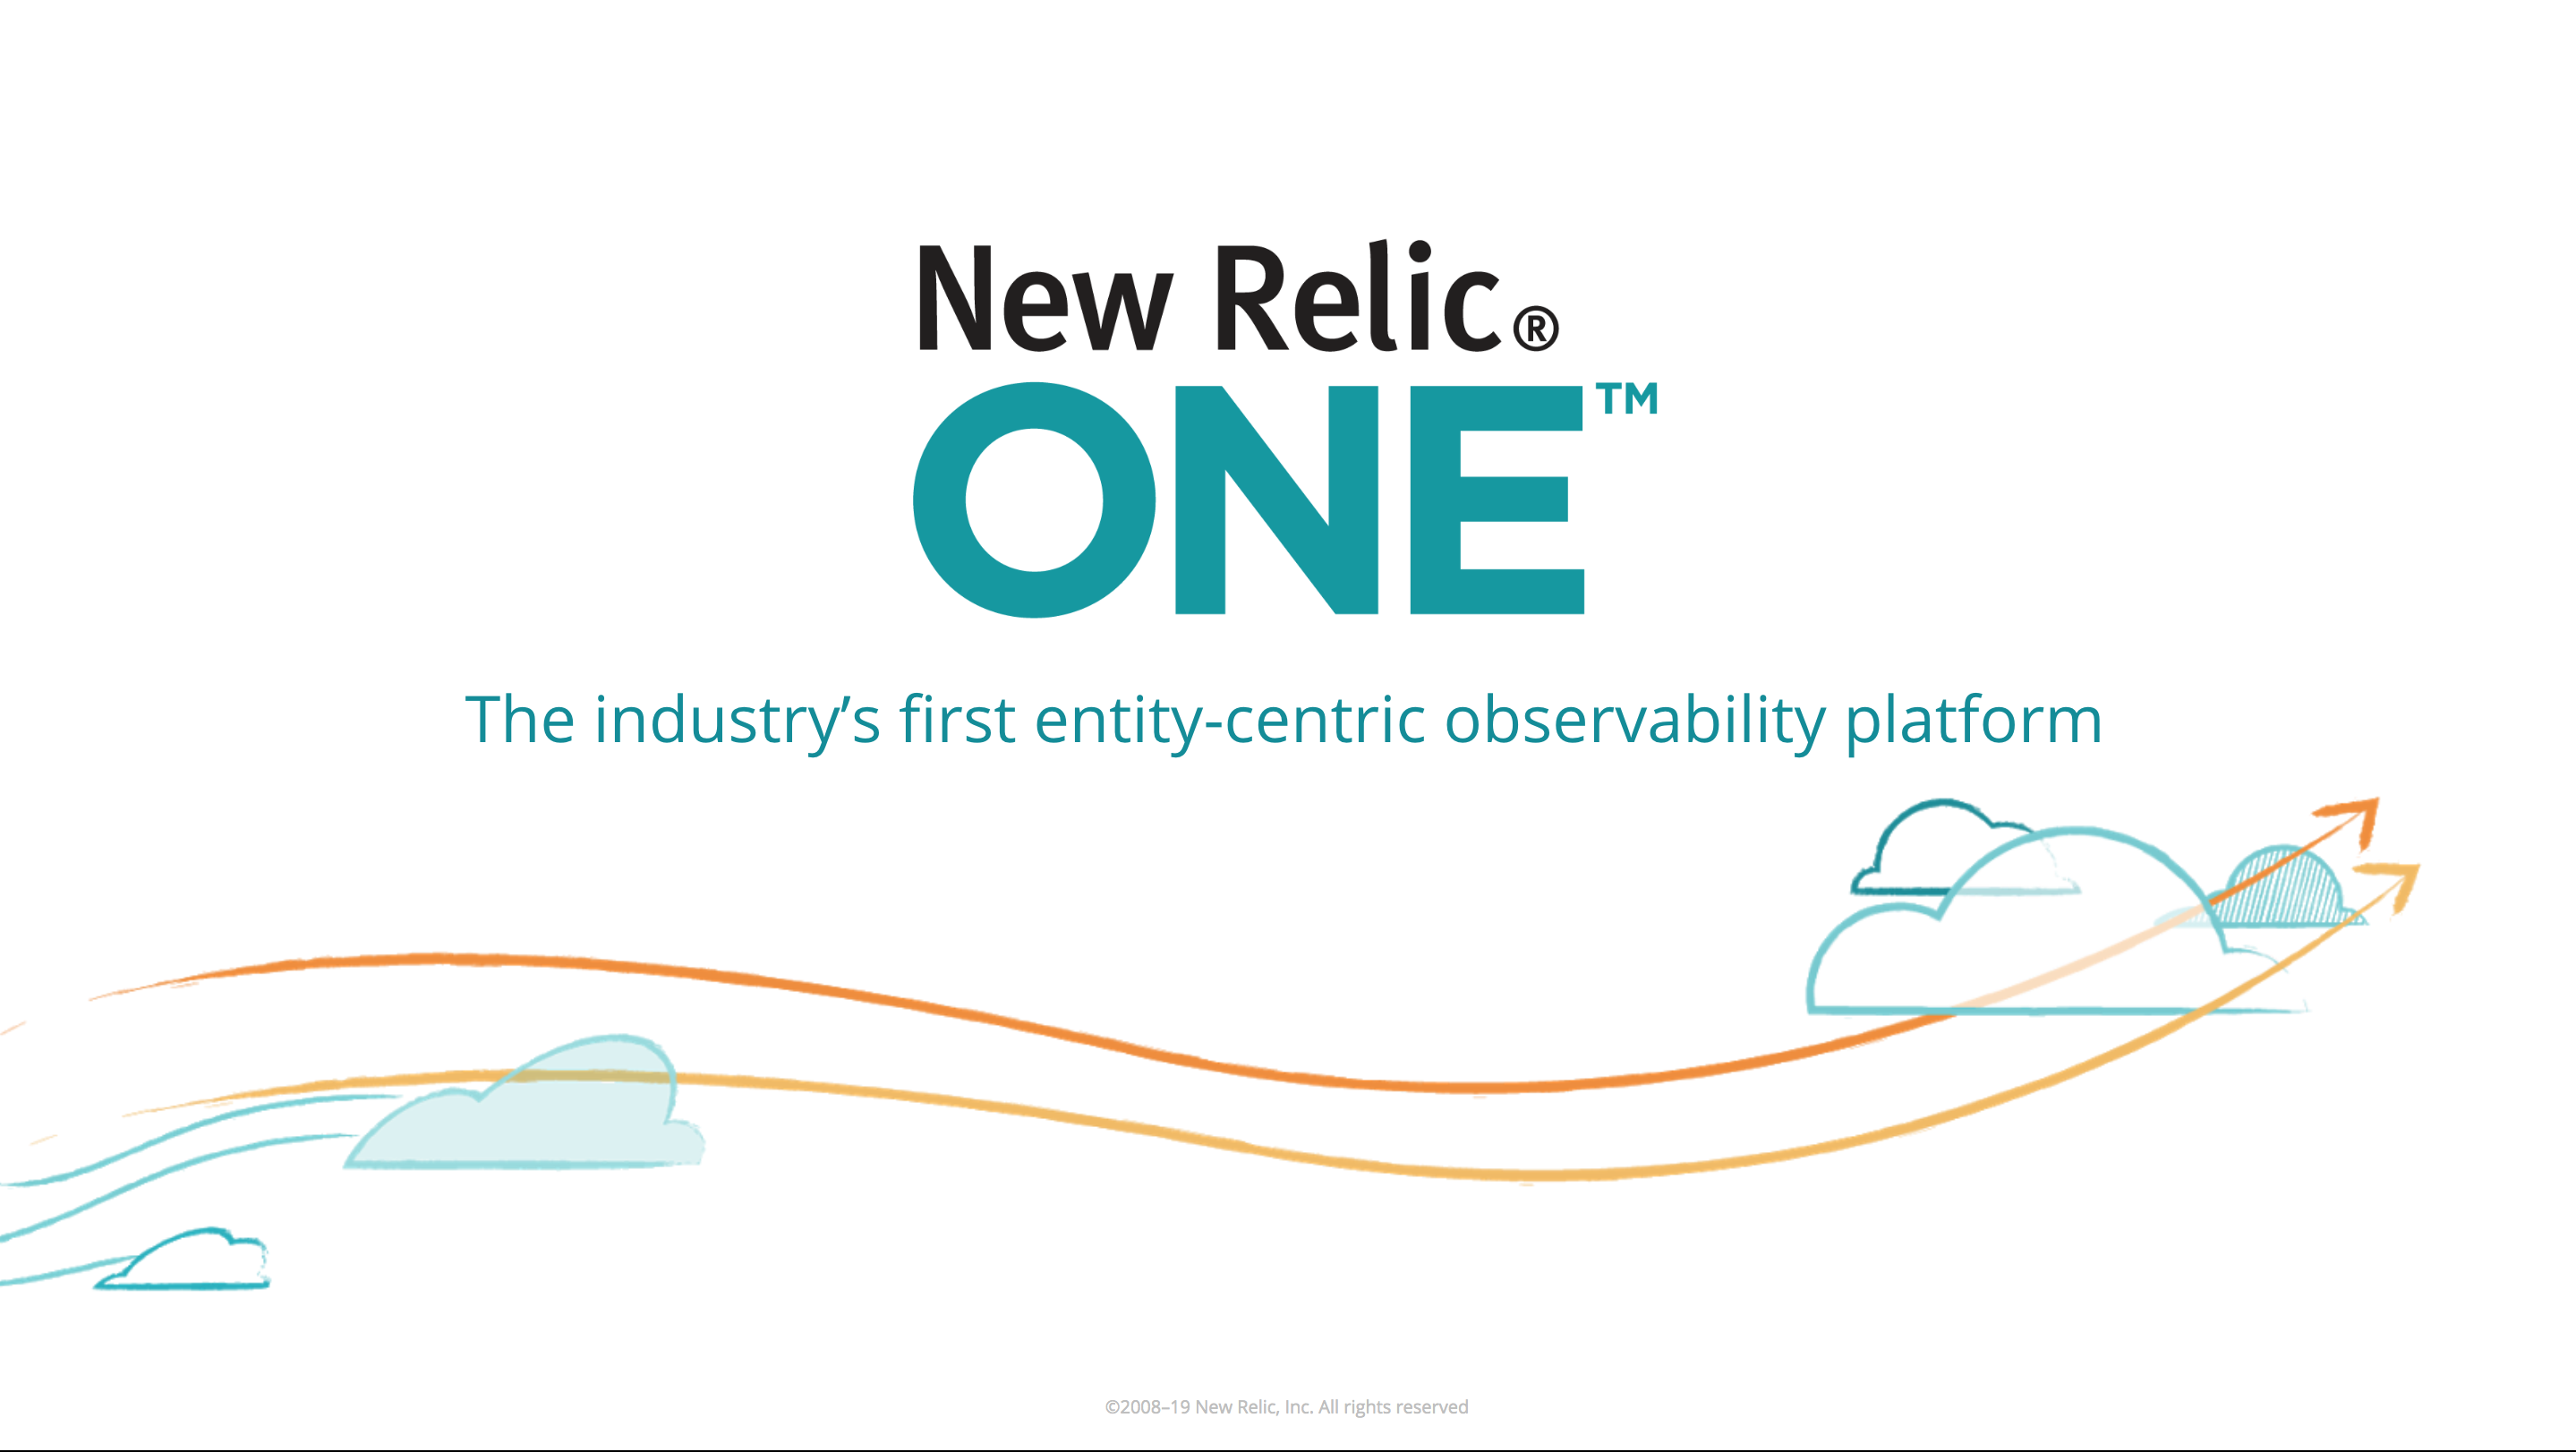 New Relic®
ONE™
The industry’s first entity-centric observability platform
©2008–19 New Relic, Inc. All rights reserved